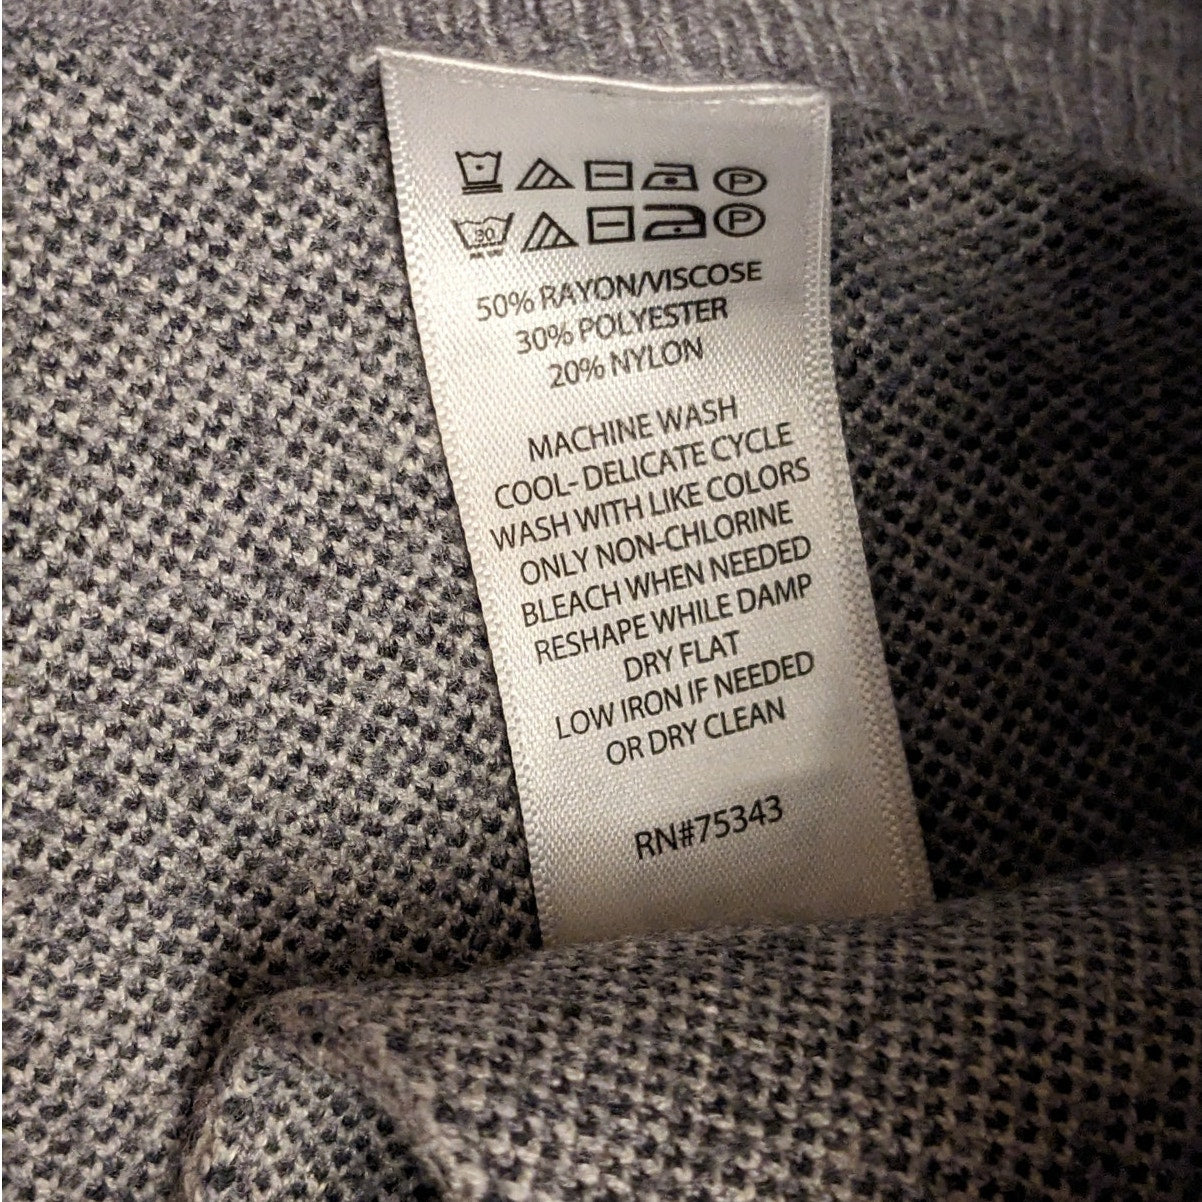 P
30 P
50% RAYON/VISCOSE
30% POLYESTER
20% NYLON
MACHINE WASH
COOL- DELICATE CYCLE
WASH WITH LIKE COLORS
ONLY NON-CHLORINE
BLEACH WHEN NEEDED
RESHAPE WHILE DAMP
DRY FLAT
LOW IRON IF NEEDED
OR DRY CLEAN
RN#75343